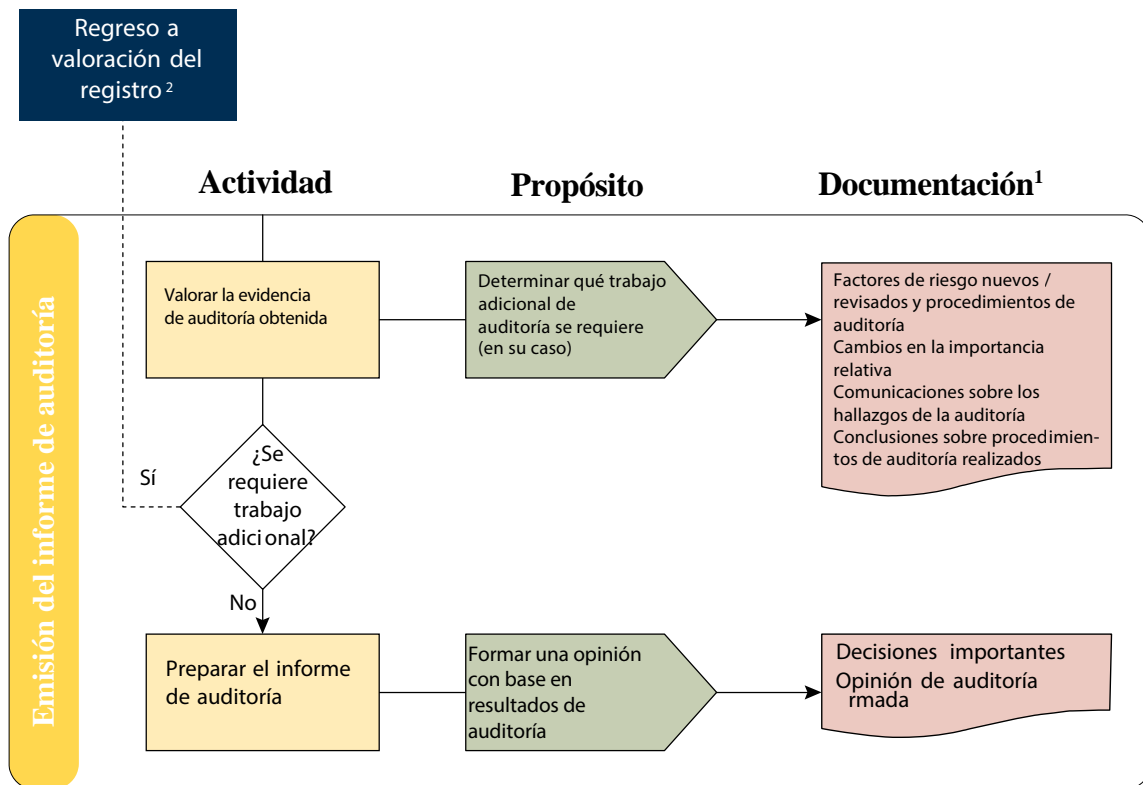 Regreso a
valoración del
registro ²
Actividad
Propósito
Documentación¹
Emisión del informe de auditoría
Valorar la evidencia
de auditoría obtenida
Determinar qué trabajo
adicional de
auditoría se requiere
(en su caso)
Factores de riesgo nuevos /
revisados y procedimientos de
auditoría
Cambios en la importancia
relativa
Comunicaciones sobre los
hallazgos de la auditoría
Conclusiones sobre procedimien-
tos de auditoría realizados
¿Se
requiere
trabajo
adicional?
Sí
No
Preparar el informe
de auditoría
Formar una opinión
con base en
resultados de
auditoría
Decisiones importantes
Opinión de auditoría
rmada